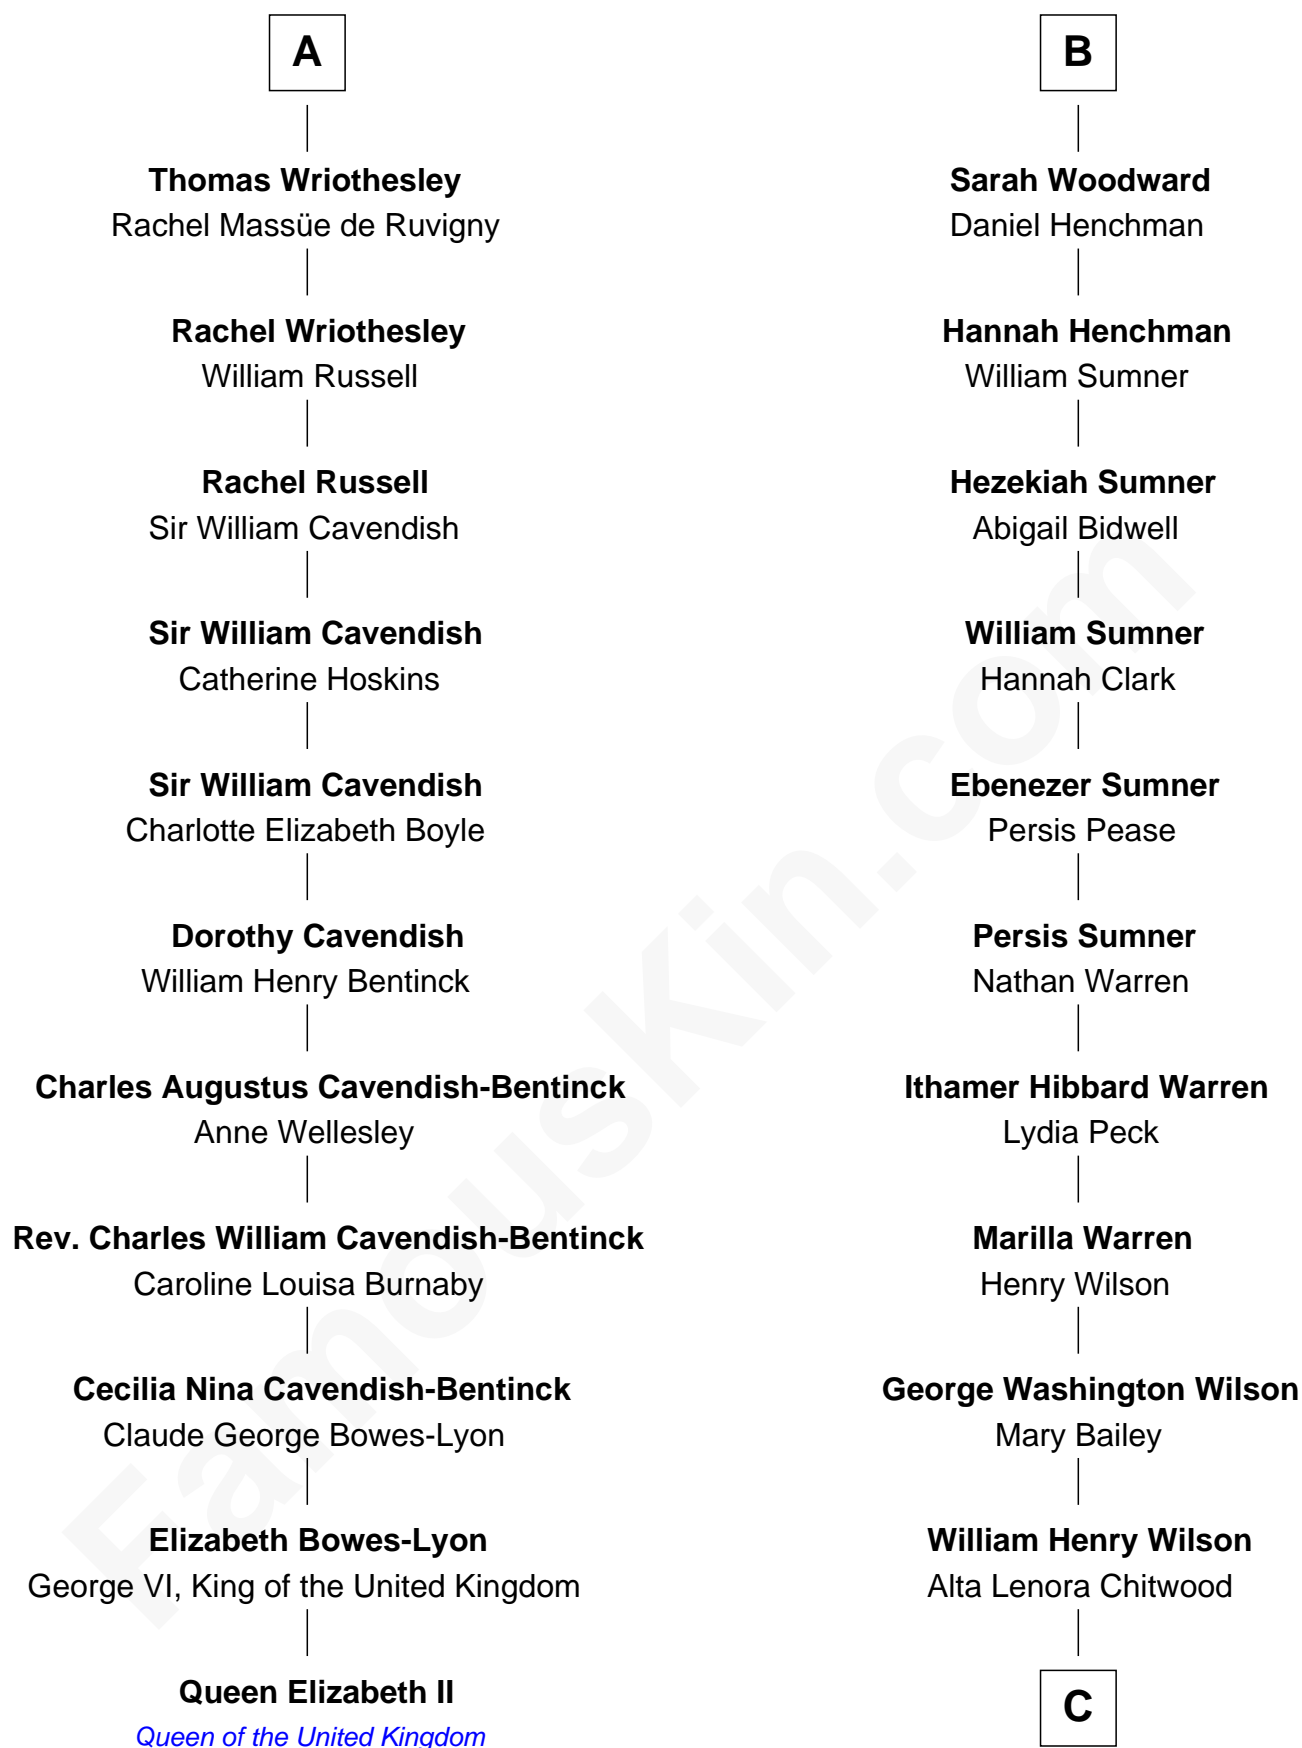 A
Thomas Wriothesley
Rachel Massüe de Ruvigny
Rachel Wriothesley
William Russell
Rachel Russell
Sir William Cavendish
Sir William Cavendish
Catherine Hoskins
Sir William Cavendish
Charlotte Elizabeth Boyle
Dorothy Cavendish
William Henry Bentinck
Charles Augustus Cavendish-Bentinck
Anne Wellesley
Rev. Charles William Cavendish-Bentinck
Caroline Louisa Burnaby
Cecilia Nina Cavendish-Bentinck
Claude George Bowes-Lyon
Elizabeth Bowes-Lyon
George VI, King of the United Kingdom
Queen Elizabeth II
Queen of the United Kingdom
B
Sarah Woodward
Daniel Henchman
Hannah Henchman
William Sumner
Hezekiah Sumner
Abigail Bidwell
William Sumner
Hannah Clark
Ebenezer Sumner
Persis Pease
Persis Sumner
Nathan Warren
Ithamer Hibbard Warren
Lydia Peck
Marilla Warren
Henry Wilson
George Washington Wilson
Mary Bailey
William Henry Wilson
Alta Lenora Chitwood
C
FamousKin.com